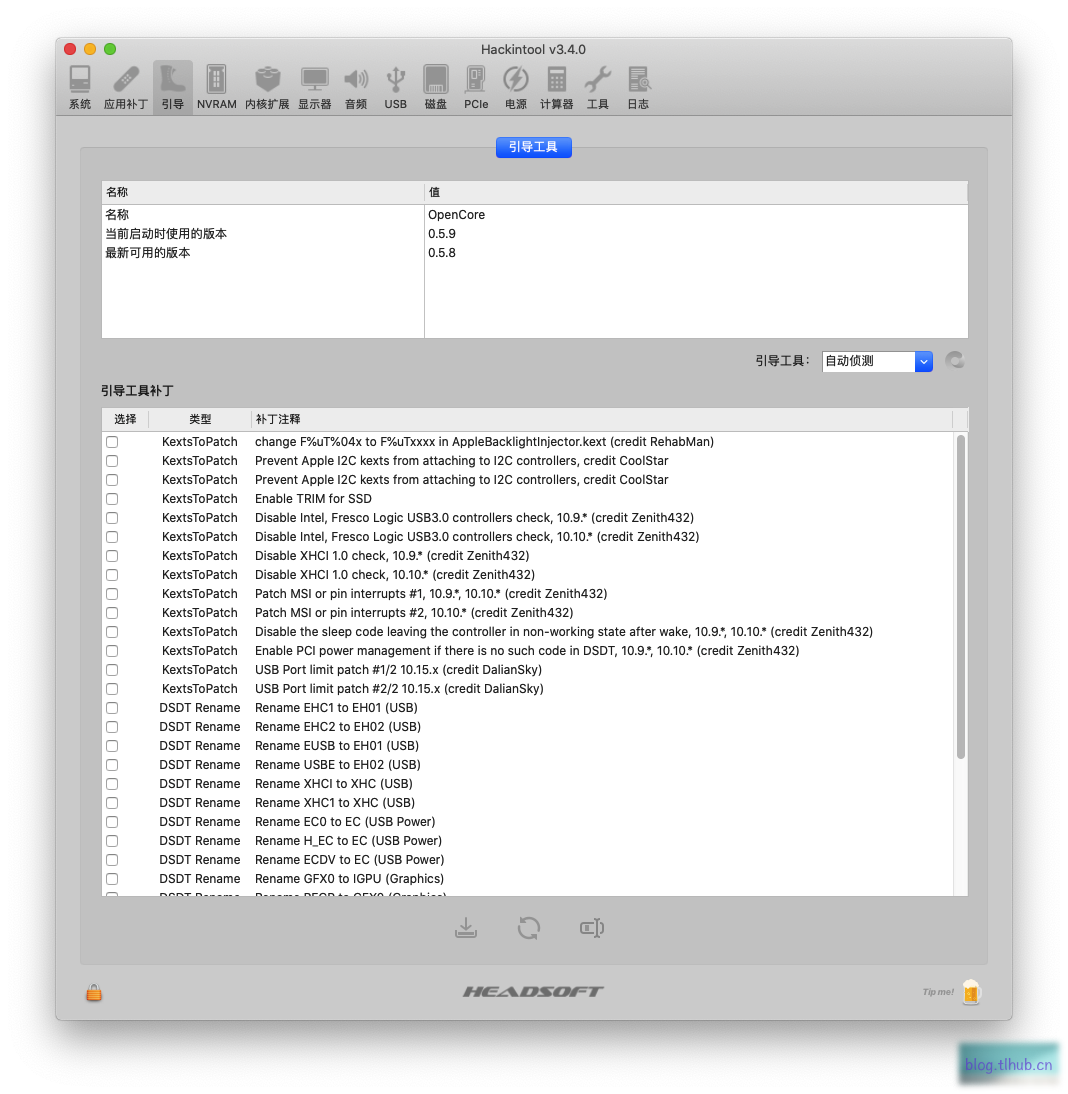 Hackintool v3.4.0
系统 应用补丁 引导 NVRAM 内核扩展 显示器 音频 USB 磁盘 PCIe 电源 计算器 工具 日志
引导工具
名称 值
名称 OpenCore
当前启动时使用的版本 0.5.9
最新可用的版本 0.5.8
引导工具: 自动侦测
引导工具补丁
选择 类型 补丁注释
KextsToPatch change F%uT%04x to F%uTxxxx in AppleBacklightInjector.kext (credit RehabMan)
KextsToPatch Prevent Apple I2C kexts from attaching to I2C controllers, credit CoolStar
KextsToPatch Prevent Apple I2C kexts from attaching to I2C controllers, credit CoolStar
KextsToPatch Enable TRIM for SSD
KextsToPatch Disable Intel, Fresco Logic USB3.0 controllers check, 10.9.* (credit Zenith432)
KextsToPatch Disable Intel, Fresco Logic USB3.0 controllers check, 10.10.* (credit Zenith432)
KextsToPatch Disable XHCI 1.0 check, 10.9.* (credit Zenith432)
KextsToPatch Disable XHCI 1.0 check, 10.10.* (credit Zenith432)
KextsToPatch Patch MSI or pin interrupts #1, 10.9.*, 10.10.* (credit Zenith432)
KextsToPatch Patch MSI or pin interrupts #2, 10.10.* (credit Zenith432)
KextsToPatch Disable the sleep code leaving the controller in non-working state after wake, 10.9.*, 10.10.* (credit Zenith432)
KextsToPatch Enable PCI power management if there is no such code in DSDT, 10.9.*, 10.10.* (credit Zenith432)
KextsToPatch USB Port limit patch #1/2 10.15.x (credit DalianSky)
KextsToPatch USB Port limit patch #2/2 10.15.x (credit DalianSky)
DSDT Rename Rename EHC1 to EH01 (USB)
DSDT Rename Rename EHC2 to EH02 (USB)
DSDT Rename Rename EUSB to EH01 (USB)
DSDT Rename Rename USBE to EH02 (USB)
DSDT Rename Rename XHCI to XHC (USB)
DSDT Rename Rename XHC1 to XHC (USB)
DSDT Rename Rename EC0 to EC (USB Power)
DSDT Rename Rename H_EC to EC (USB Power)
DSDT Rename Rename ECDV to EC (USB Power)
DSDT Rename Rename GFX0 to IGPU (Graphics)
DSDT Rename Rename PEGP to GFX0 (Graphics)
HEADSOFT
Tip me!
blog.tlhub.cn